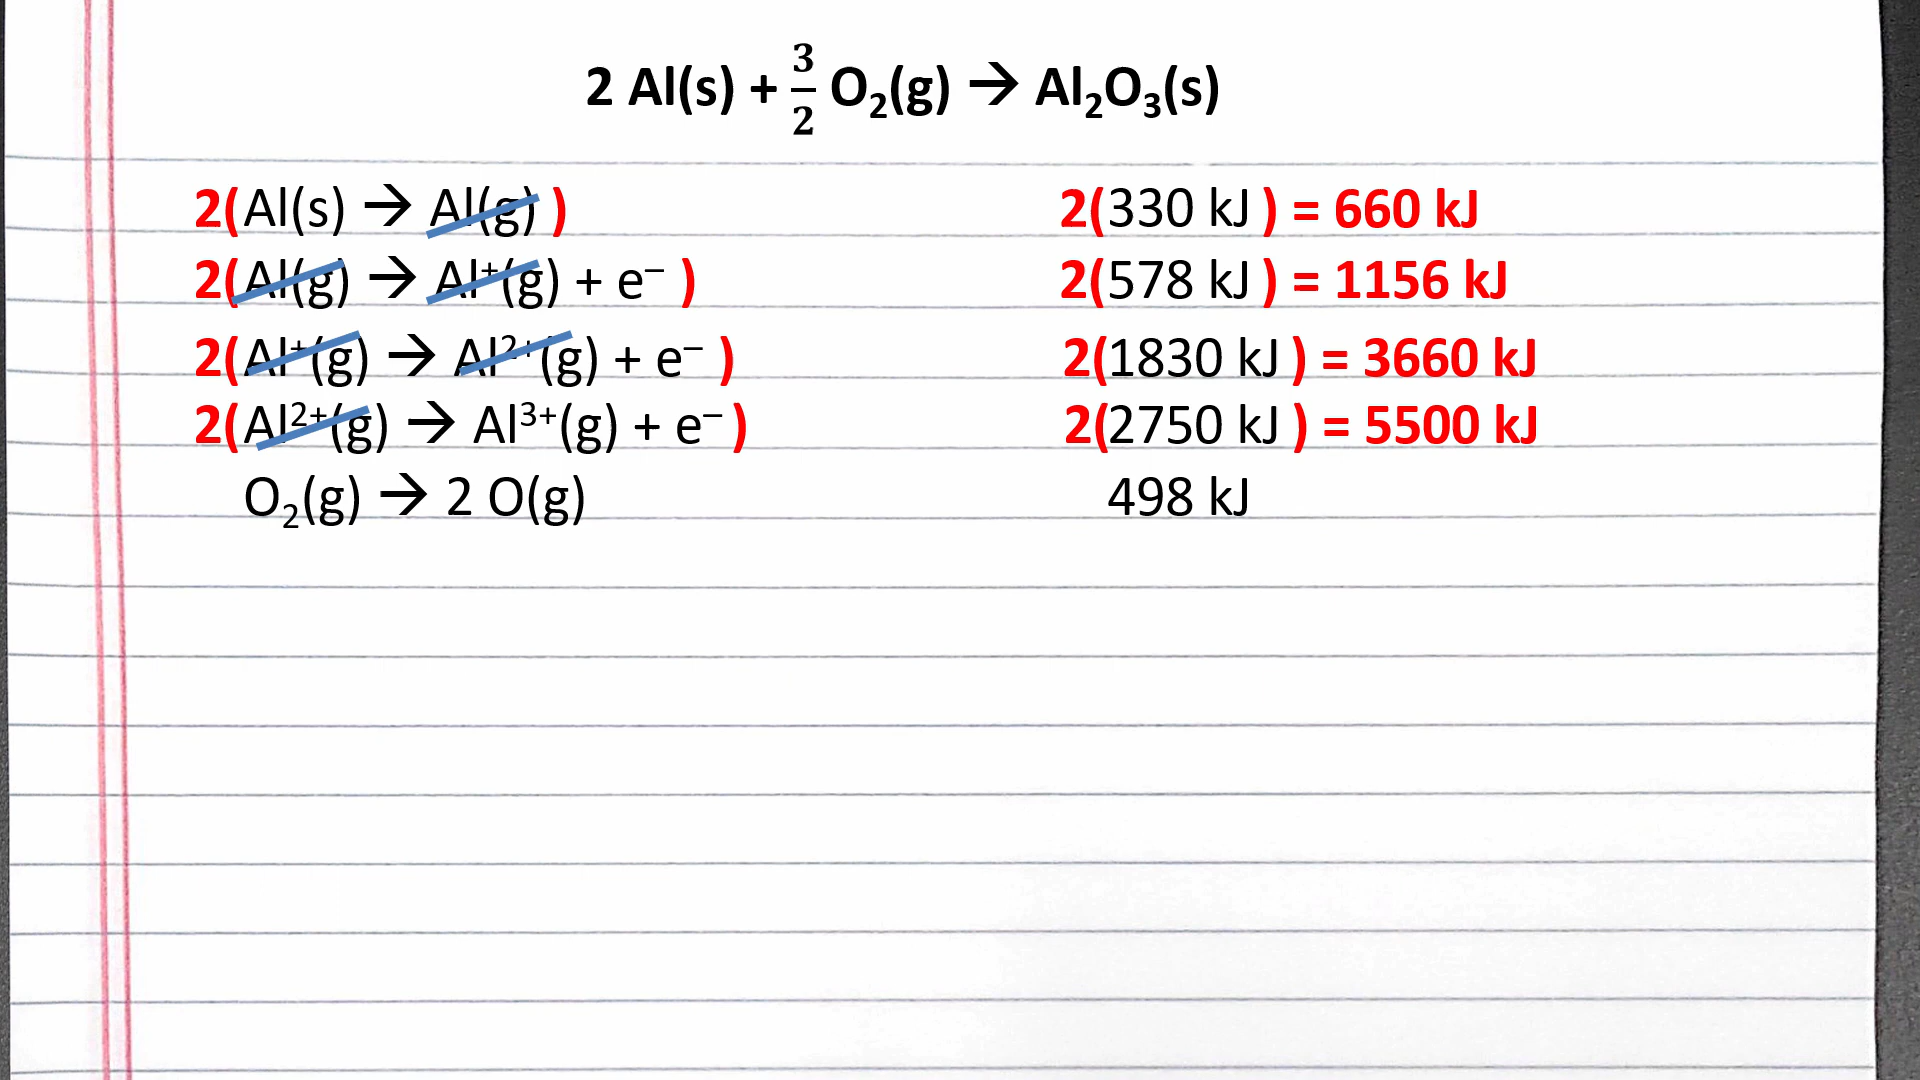 2 Al(s) + 3/2 O₂(g) → Al₂O₃(s)
2(Al(s) → Al(g) ) 2(330 kJ ) = 660 kJ
2(Al(g) → Al⁺(g) + e⁻ ) 2(578 kJ ) = 1156 kJ
2(Al⁺(g) → Al²⁺(g) + e⁻ ) 2(1830 kJ ) = 3660 kJ
2(Al²⁺(g) → Al³⁺(g) + e⁻ ) 2(2750 kJ ) = 5500 kJ
O₂(g) → 2 O(g) 498 kJ